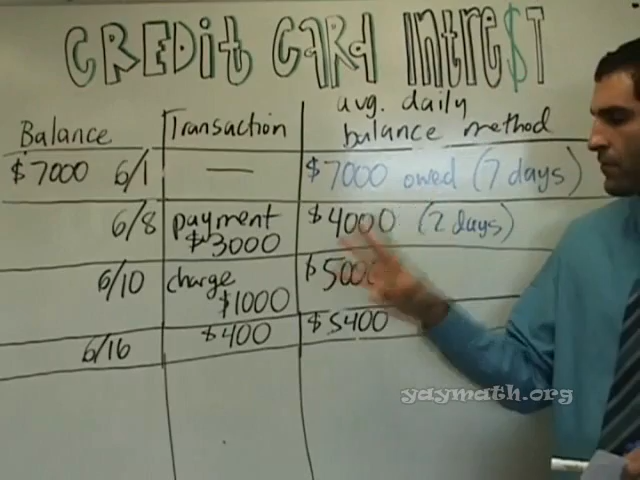 CREDit CARd Intre$T
Balance Transaction avg. daily
balance method
$7000 6/1 — $7000 owed (7 days)
6/8 payment $3000 $4000 (2 days)
6/10 charge $1000 $5000
6/16 $400 $5400
yaymath.org